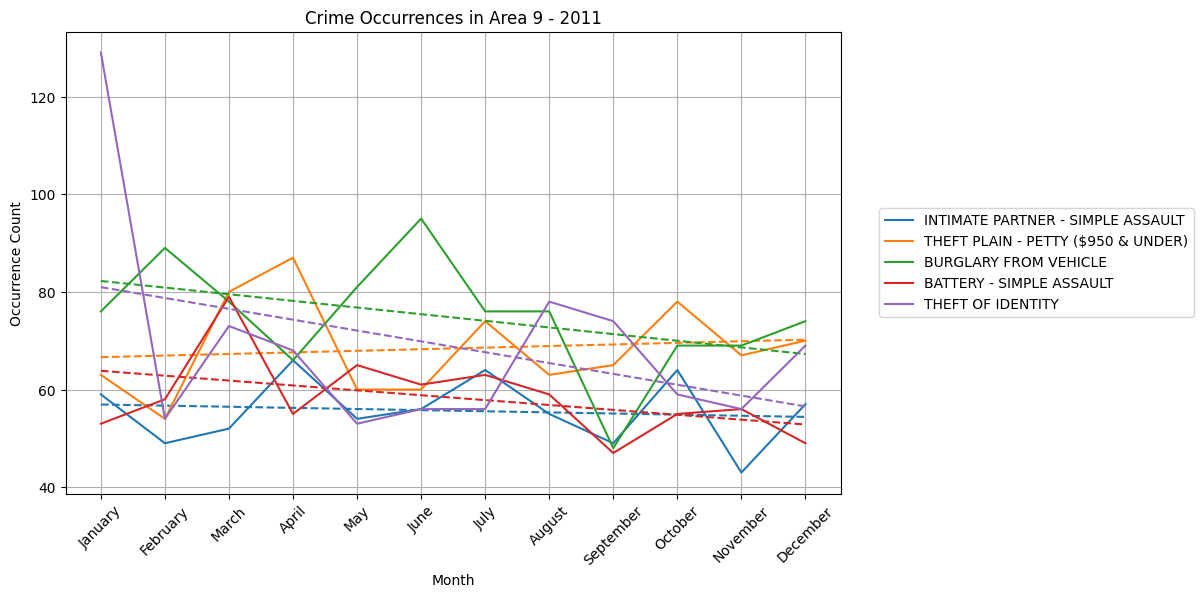 Crime Occurrences in Area 9 - 2011
Occurrence Count
120
100
80
60
40
January
February
March
April
May
June
July
August
September
October
November
December
Month
INTIMATE PARTNER - SIMPLE ASSAULT
THEFT PLAIN - PETTY ($950 & UNDER)
BURGLARY FROM VEHICLE
BATTERY - SIMPLE ASSAULT
THEFT OF IDENTITY